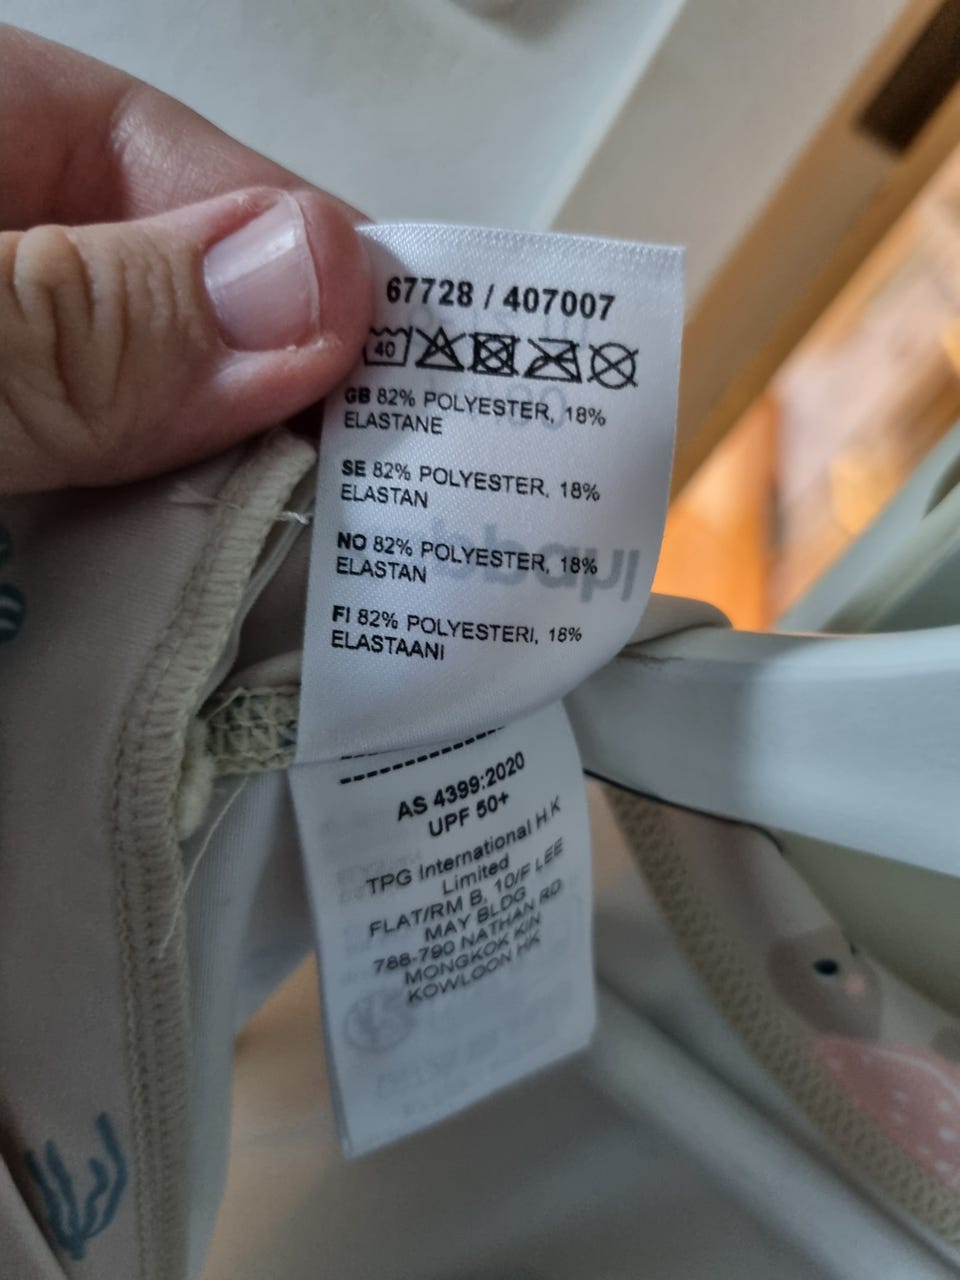 67728 / 407007
40
GB 82% POLYESTER, 18%
ELASTANE
SE 82% POLYESTER, 18%
ELASTAN
NO 82% POLYESTER, 18%
ELASTAN
FI 82% POLYESTERI, 18%
ELASTAANI
AS 4399:2020
UPF 50+
TPG International H.K
Limited
FLAT/RM B, 10/F LEE
MAY BLDG
788-790 NATHAN RD
MONGKOK KIN
KOWLOON HK